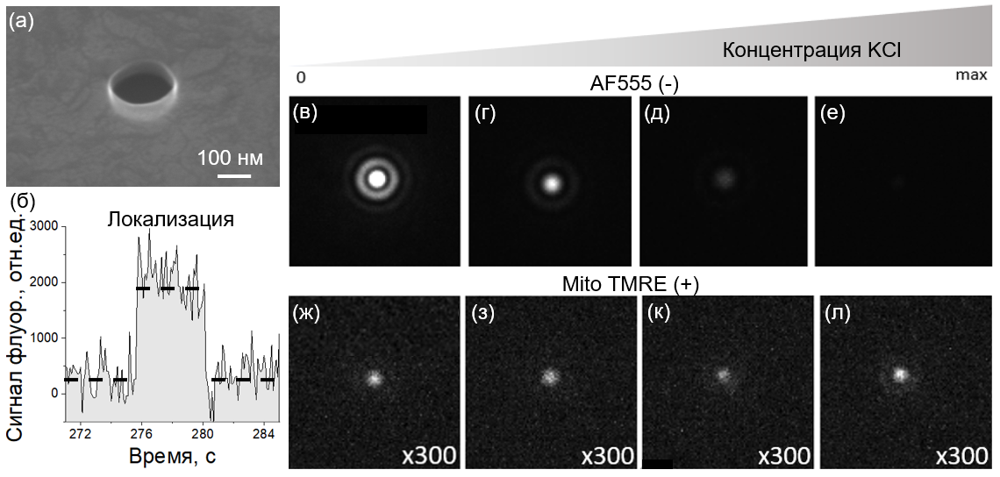 (а)
100 нм
(б)
Локализация
Сигнал флуор., отн.ед.
3000
2000
1000
0
272
276
280
284
Время, с
Концентрация KCl
0
max
AF555 (-)
(в)
(г)
(д)
(е)
Mito TMRE (+)
(ж)
(з)
(к)
(л)
x300
x300
x300
x300